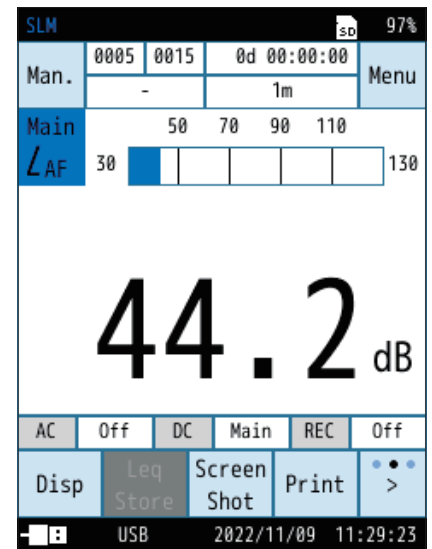 SLM SD 97%
Man. 0005 0015 0d 00:00:00 Menu
- 1m
Main 50 70 90 110
LAF 30 130
44.2 dB
AC Off DC Main REC Off
Disp Leq Store Screen Shot Print >
USB 2022/11/09 11:29:23